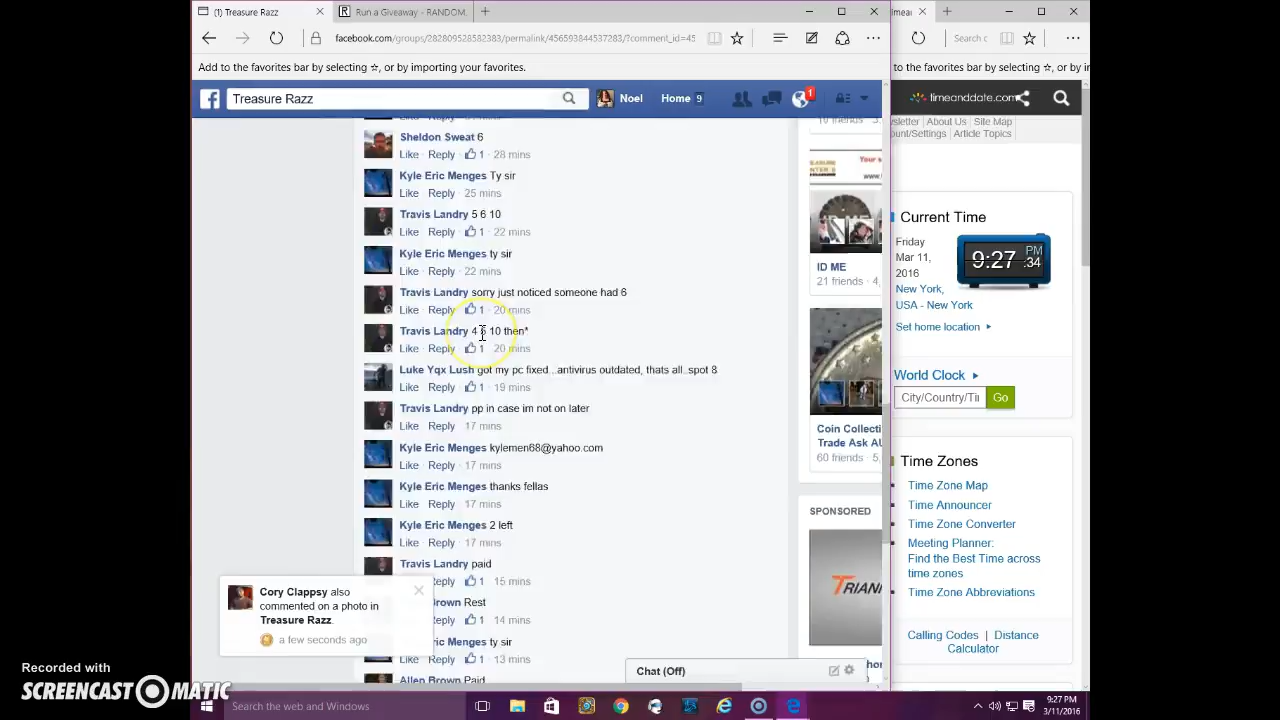 (1) Treasure Razz
Run a Giveaway - RANDOM.
facebook.com/groups/282809528582383/permalink/456593844537283/?comment_id=45
Search c
Add to the favorites bar by selecting ☆, or by importing your favorites.
Add to the favorites bar by selecting ☆, or by
Treasure Razz
Noel
Home 9
1
timeanddate.com
About Us
Site Map
ount/Settings
Article Topics
Sheldon Sweat 6
Like · Reply · 1 · 28 mins
Kyle Eric Menges Ty sir
Like · Reply · 25 mins
Travis Landry 5 6 10
Like · Reply · 1 · 22 mins
Kyle Eric Menges ty sir
Like · Reply · 22 mins
Travis Landry sorry just noticed someone had 6
Like · Reply · 1 · 20 mins
Travis Landry 4 5 10 then*
Like · Reply · 1 · 20 mins
Luke Yqx Lush got my pc fixed...antivirus outdated, thats all..spot 8
Like · Reply · 1 · 19 mins
Travis Landry pp in case im not on later
Like · Reply · 17 mins
Kyle Eric Menges kylemen68@yahoo.com
Like · Reply · 17 mins
Kyle Eric Menges thanks fellas
Like · Reply · 17 mins
Kyle Eric Menges 2 left
Like · Reply · 17 mins
Travis Landry paid
Like · Reply · 1 · 15 mins
Brown Rest
1 · 14 mins
Menges ty sir
1 · 13 mins
Allen Brown Paid
Cory Clappsy also
commented on a photo in
Treasure Razz.
a few seconds ago
ID ME
21 friends
Coin Collecti
Trade Ask AU
60 friends · 5,
SPONSORED
TRIAN
Chat (Off)
Current Time
Friday
Mar 11,
2016
New York,
USA - New York
9:27 PM
:34
Set home location
World Clock
City/Country/Ti
Go
Time Zones
Time Zone Map
Time Announcer
Time Zone Converter
Meeting Planner:
Find the Best Time across
time zones
Time Zone Abbreviations
Calling Codes | Distance
Calculator
Recorded with
SCREENCAST MATIC
Search the web and Windows
9:27 PM
3/11/2016